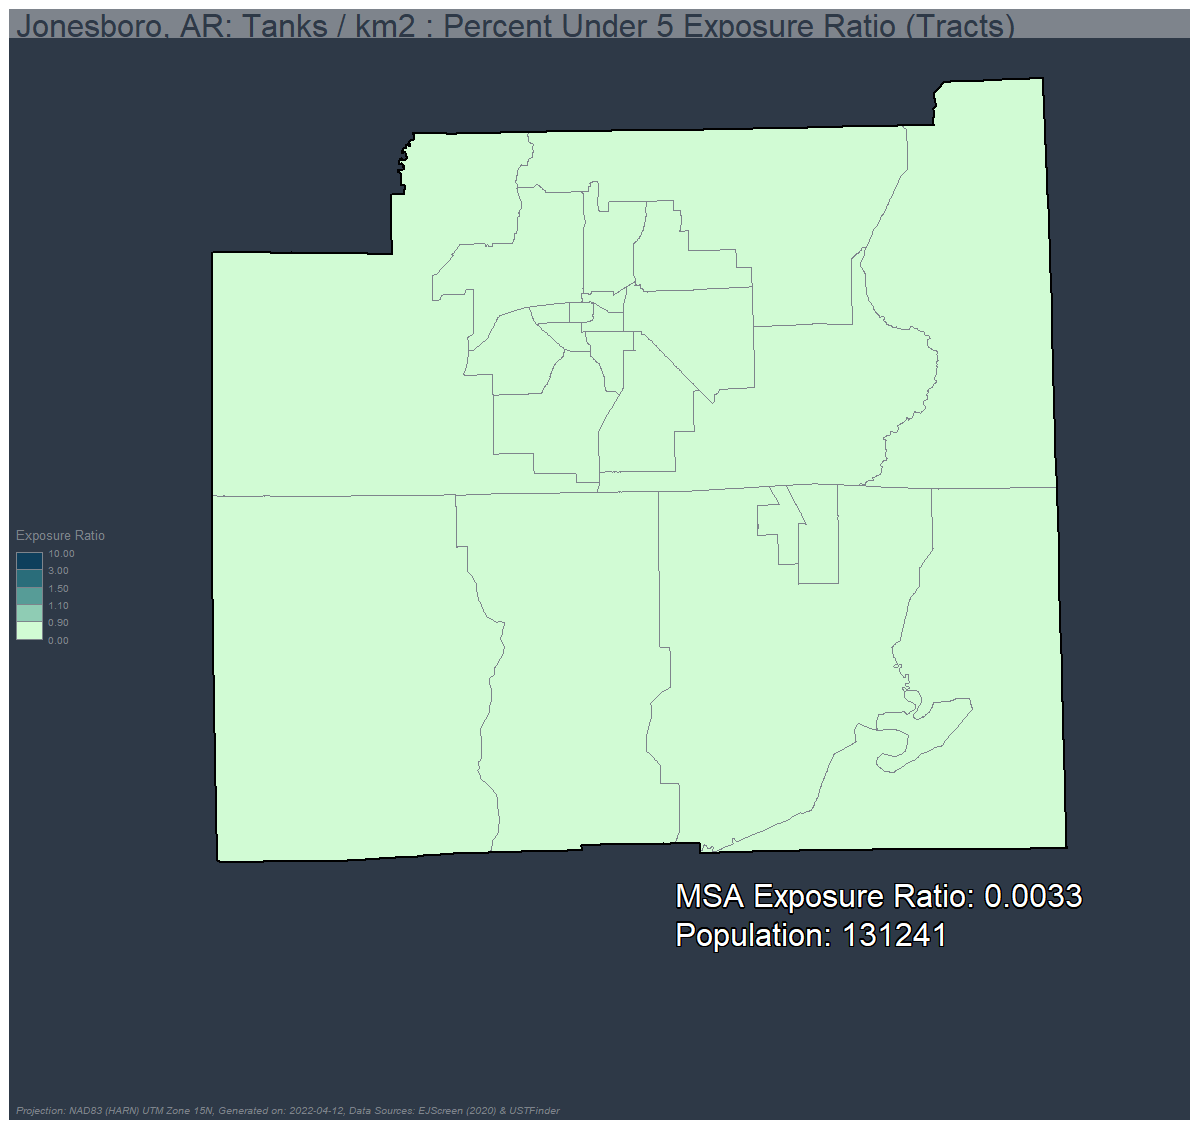 Jonesboro, AR: Tanks / km2 : Percent Under 5 Exposure Ratio (Tracts)
Exposure Ratio
10.00
3.00
1.50
1.10
0.90
0.00
MSA Exposure Ratio: 0.0033
Population: 131241
Projection: NAD83 (HARN) UTM Zone 15N, Generated on: 2022-04-12, Data Sources: EJScreen (2020) & USTFinder